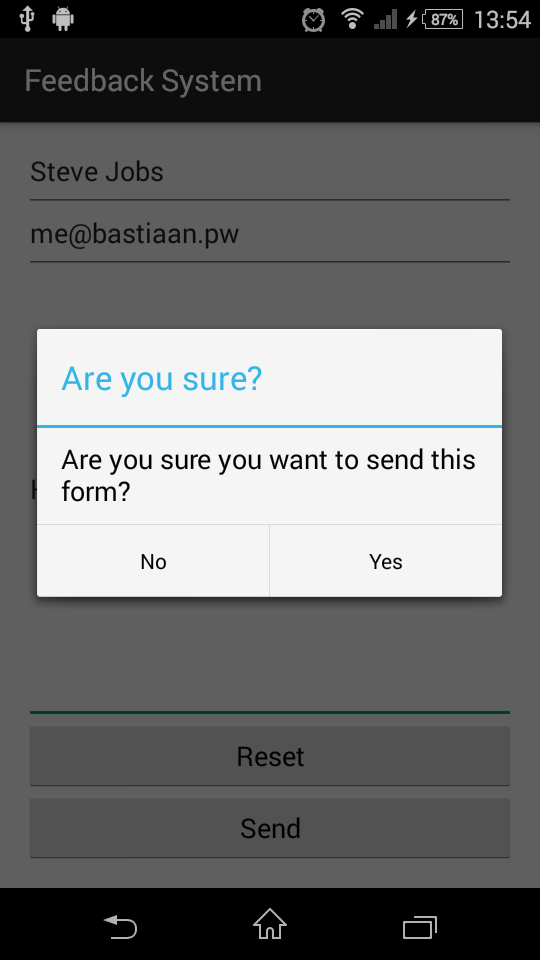 87% 13:54
Feedback System
Steve Jobs
me@bastiaan.pw
Are you sure?
Are you sure you want to send this
form?
No Yes
Reset
Send